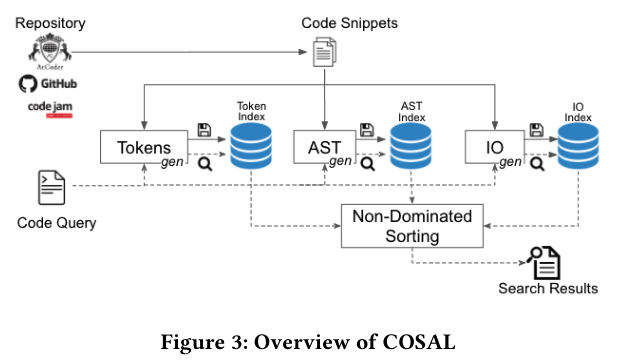 Repository
Code Snippets
AtCoder
GitHub
code jam
Token
Index
AST
Index
IO
Index
Tokens
gen
AST
gen
IO
gen
Code Query
Non-Dominated
Sorting
Search Results
Figure 3: Overview of COSAL